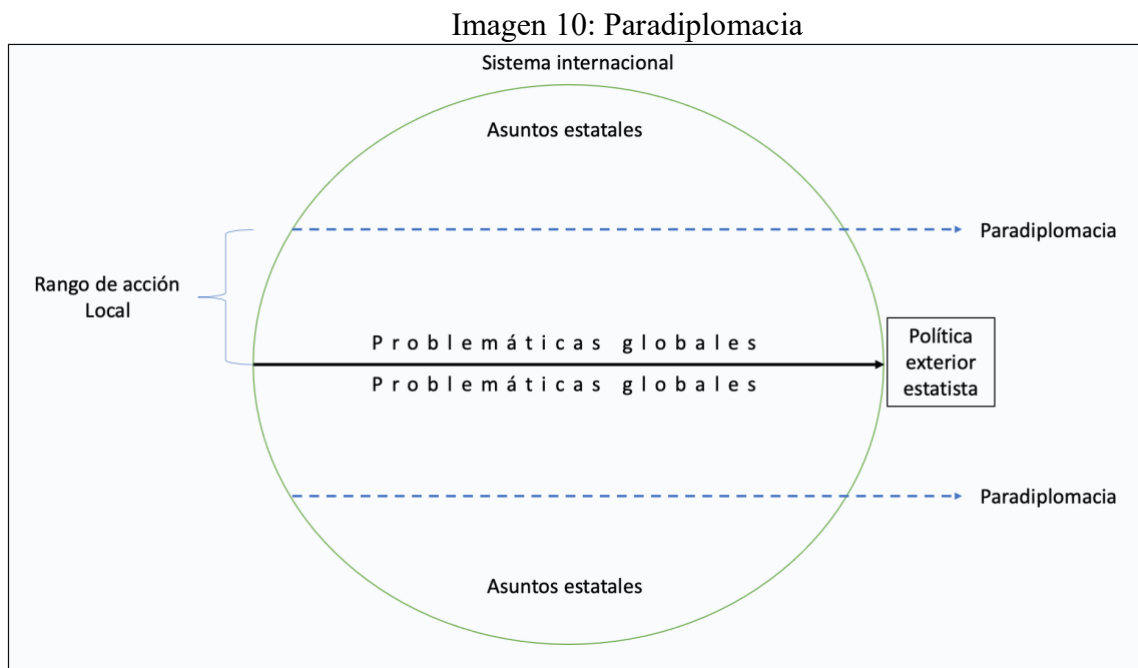 Imagen 10: Paradiplomacia
Sistema internacional
Asuntos estatales
Paradiplomacia
Rango de acción
Local
Problemáticas globales
Problemáticas globales
Política
exterior
estatista
Paradiplomacia
Asuntos estatales